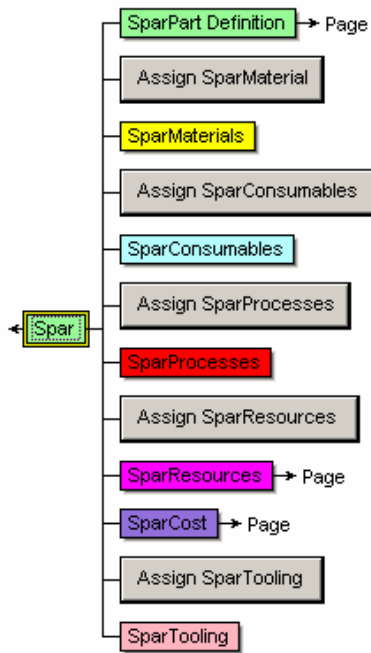 SparPart Definition Page
Assign SparMaterial
SparMaterials
Assign SparConsumables
SparConsumables
Assign SparProcesses
Spar
SparProcesses
Assign SparResources
SparResources Page
SparCost Page
Assign SparTooling
SparTooling